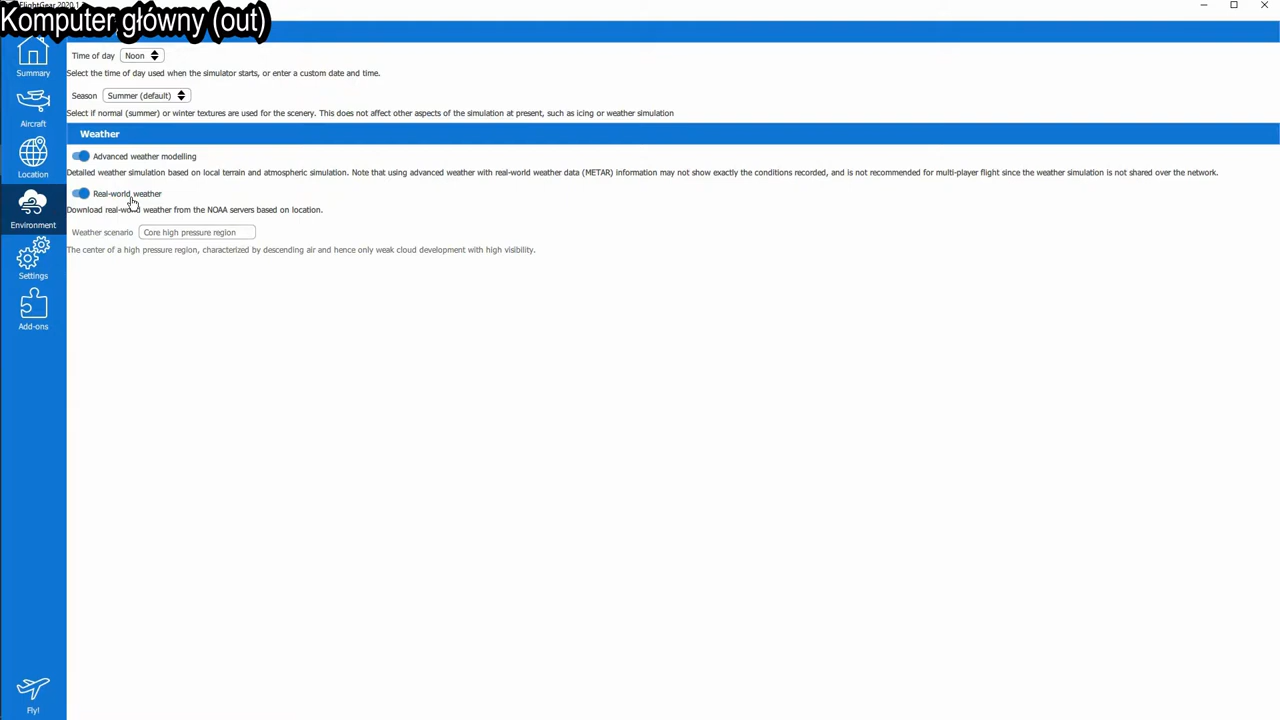 FlightGear 2020.1.
Komputer główny (out)
Time of day Noon
Summary
Select the time of day used when the simulator starts, or enter a custom date and time.
Season Summer (default)
Select if normal (summer) or winter textures are used for the scenery. This does not affect other aspects of the simulation at present, such as icing or weather simulation
Aircraft
Weather
Advanced weather modelling
Location
Detailed weather simulation based on local terrain and atmospheric simulation. Note that using advanced weather with real-world weather data (METAR) information may not show exactly the conditions recorded, and is not recommended for multi-player flight since the weather simulation is not shared over the network.
Real-world weather
Download real-world weather from the NOAA servers based on location.
Environment
Weather scenario Core high pressure region
The center of a high pressure region, characterized by descending air and hence only weak cloud development with high visibility.
Settings
Add-ons
Fly!